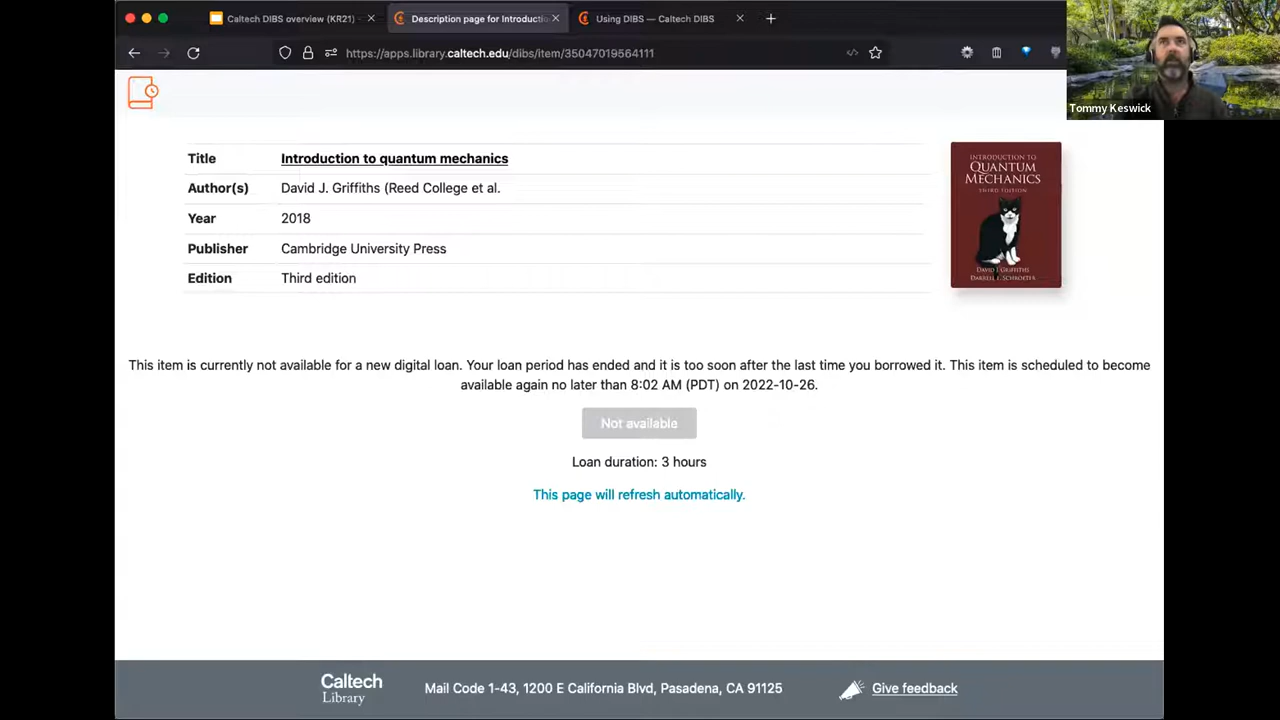 Caltech DIBS overview (KR21)
Description page for Introductio
Using DIBS — Caltech DIBS
https://apps.library.caltech.edu/dibs/item/35047019564111
Tommy Keswick
Title Introduction to quantum mechanics
Author(s) David J. Griffiths (Reed College et al.
Year 2018
Publisher Cambridge University Press
Edition Third edition
INTRODUCTION TO
QUANTUM
MECHANICS
THIRD EDITION
DAVID J. GRIFFITHS
DARRELL F. SCHROETER
This item is currently not available for a new digital loan. Your loan period has ended and it is too soon after the last time you borrowed it. This item is scheduled to become
available again no later than 8:02 AM (PDT) on 2022-10-26.
Not available
Loan duration: 3 hours
This page will refresh automatically.
Caltech
Library
Mail Code 1-43, 1200 E California Blvd, Pasadena, CA 91125
Give feedback